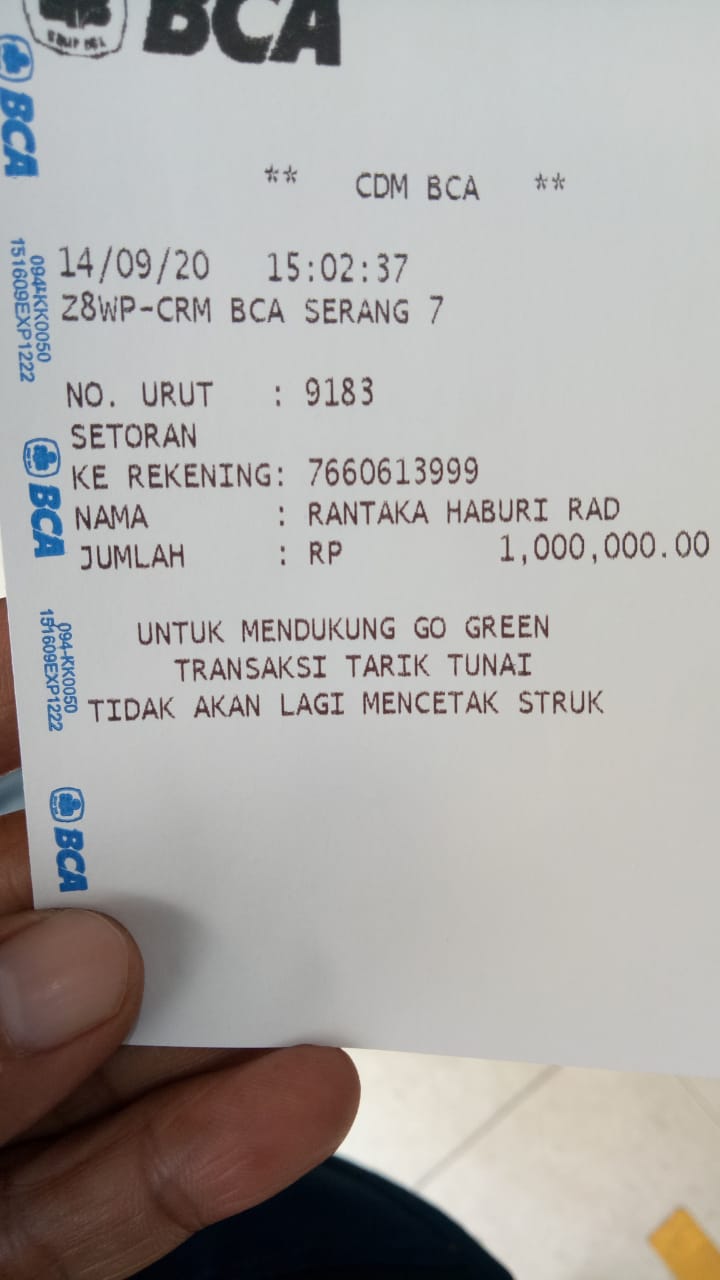 BCA
** CDM BCA **
14/09/20 15:02:37
Z8WP-CRM BCA SERANG 7
NO. URUT : 9183
SETORAN
KE REKENING: 7660613999
NAMA : RANTAKA HABURI RAD
JUMLAH : RP 1,000,000.00
UNTUK MENDUKUNG GO GREEN
TRANSAKSI TARIK TUNAI
TIDAK AKAN LAGI MENCETAK STRUK
BCA
094-KK0050
151609EXP1222
BCA
094-KK0050
151609EXP1222
BCA